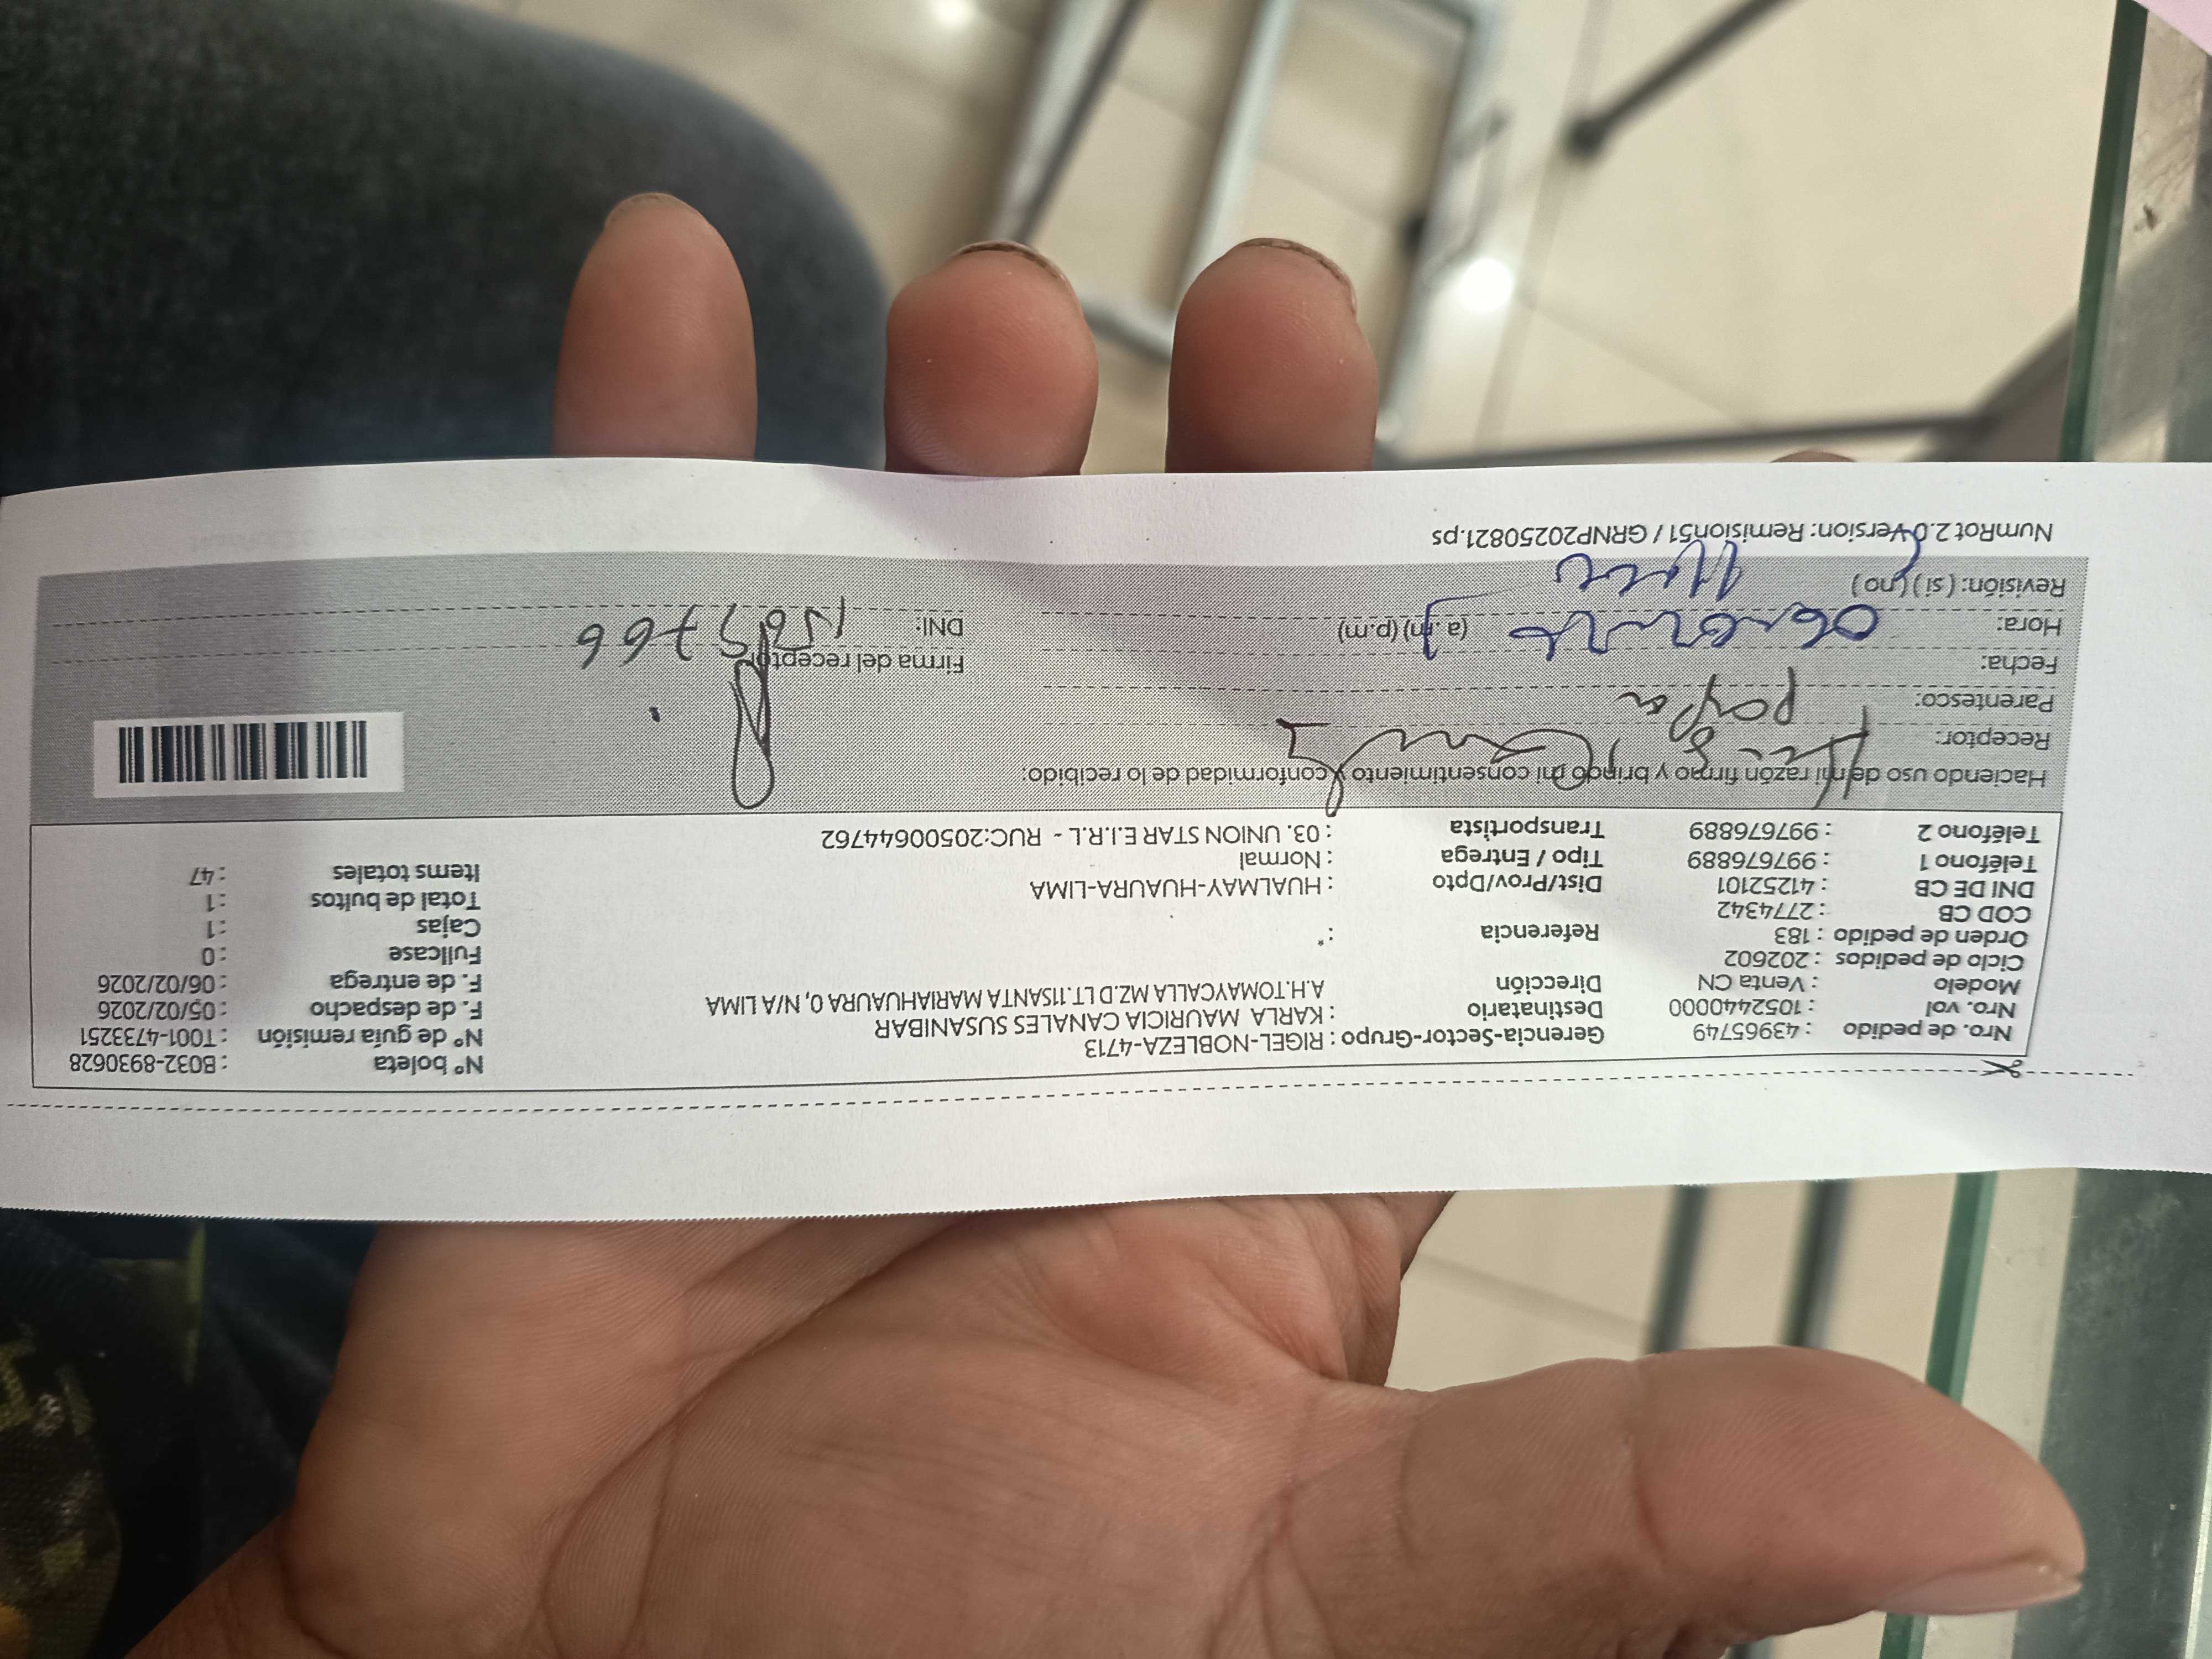 Nro. de pedido : 43965749 Gerencia-Sector-Grupo : RIGEL-NOBLEZA-4713 N° boleta : B032-8930628
Nro. vol : 1052440000 Destinatario : KARLA MAURICIA CANALES SUSANIBAR N° de guía remisión : T001-4733251
Modelo : Venta CN Dirección A.H.TOMAYCALLA MZ.D LT.11SANTA MARIAHUAURA 0, N/A LIMA F. de despacho : 05/02/2026
Ciclo de pedidos : 202602 F. de entrega : 06/02/2026
Orden de pedido : 183 Referencia :* Fullcase : 0
COD CB : 2774342 Cajas : 1
DNI DE CB : 41252101 Dist/Prov/Dpto : HUALMAY-HUAURA-LIMA Total de bultos : 1
Teléfono 1 : 997676889 Tipo / Entrega : Normal Items totales : 47
Teléfono 2 : 997676889 Transportista : 03. UNION STAR E.I.R.L - RUC:20500644762
Haciendo uso de mi razón firmo y brindo mi consentimiento y conformidad de lo recibido:
Receptor:
Parentesco: papa
Fecha: Firma del receptor
Hora: (a.m) (p.m) DNI:
Revisión: (si) (no)
NumRot 2.0 Version: Remision51 / GRNP20250821.ps